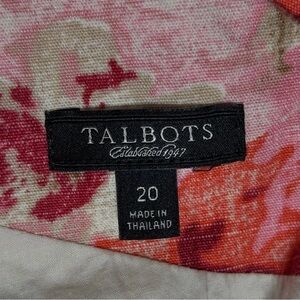 TALBOTS
Established 1947
20
MADE IN
THAILAND